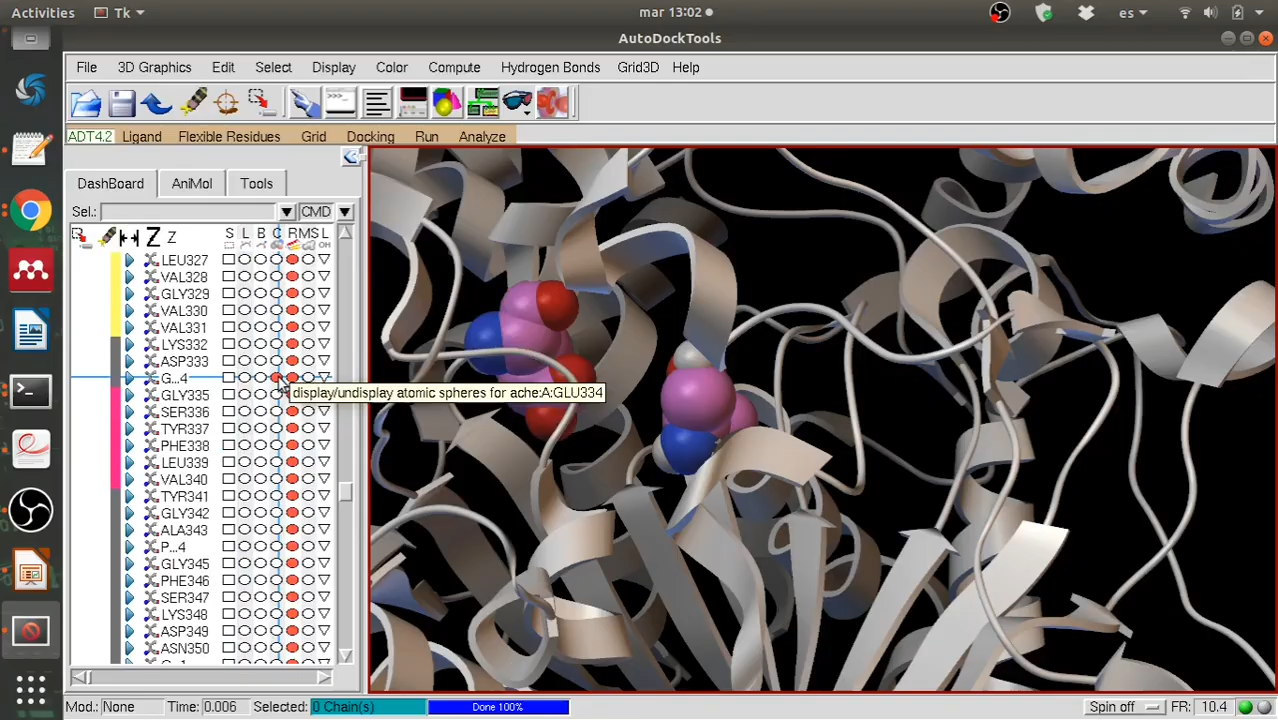 Activities Tk mar 13:02 es
AutoDockTools
File 3D Graphics Edit Select Display Color Compute Hydrogen Bonds Grid3D Help
ADT4.2 Ligand Flexible Residues Grid Docking Run Analyze
DashBoard AniMol Tools
Sel.: CMD
Z Z S L B C R MS L
LEU327
VAL328
GLY329
VAL330
VAL331
LYS332
ASP333
G...4
display/undisplay atomic spheres for ache:A:GLU334
GLY335
SER336
TYR337
PHE338
LEU339
VAL340
TYR341
GLY342
ALA343
P...4
GLY345
PHE346
SER347
LYS348
ASP349
ASN350
Mod.: None Time: 0.006 Selected: 0 Chain(s) Done 100% Spin off FR: 10.4